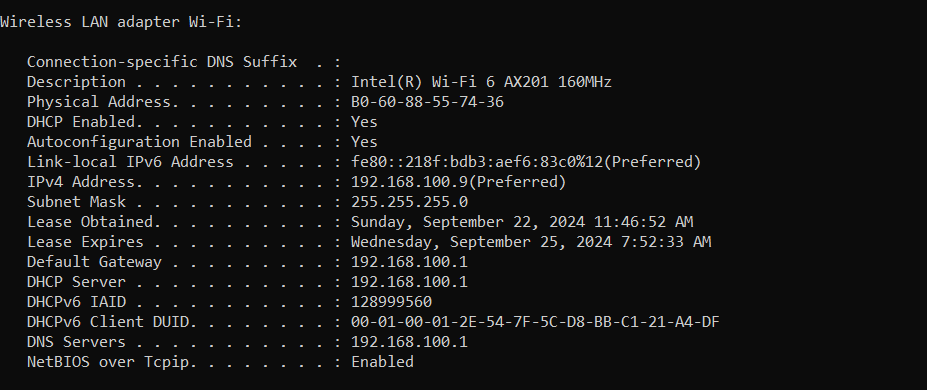 Wireless LAN adapter Wi-Fi:
Connection-specific DNS Suffix  . :
Description . . . . . . . . . . . : Intel(R) Wi-Fi 6 AX201 160MHz
Physical Address. . . . . . . . . : B0-60-88-55-74-36
DHCP Enabled. . . . . . . . . . . : Yes
Autoconfiguration Enabled . . . . : Yes
Link-local IPv6 Address . . . . . : fe80::218f:bdb3:aef6:83c0%12(Preferred)
IPv4 Address. . . . . . . . . . . : 192.168.100.9(Preferred)
Subnet Mask . . . . . . . . . . . : 255.255.255.0
Lease Obtained. . . . . . . . . . : Sunday, September 22, 2024 11:46:52 AM
Lease Expires . . . . . . . . . . : Wednesday, September 25, 2024 7:52:33 AM
Default Gateway . . . . . . . . . : 192.168.100.1
DHCP Server . . . . . . . . . . . : 192.168.100.1
DHCPv6 IAID . . . . . . . . . . . : 128999560
DHCPv6 Client DUID. . . . . . . . : 00-01-00-01-2E-54-7F-5C-D8-BB-C1-21-A4-DF
DNS Servers . . . . . . . . . . . : 192.168.100.1
NetBIOS over Tcpip. . . . . . . . : Enabled